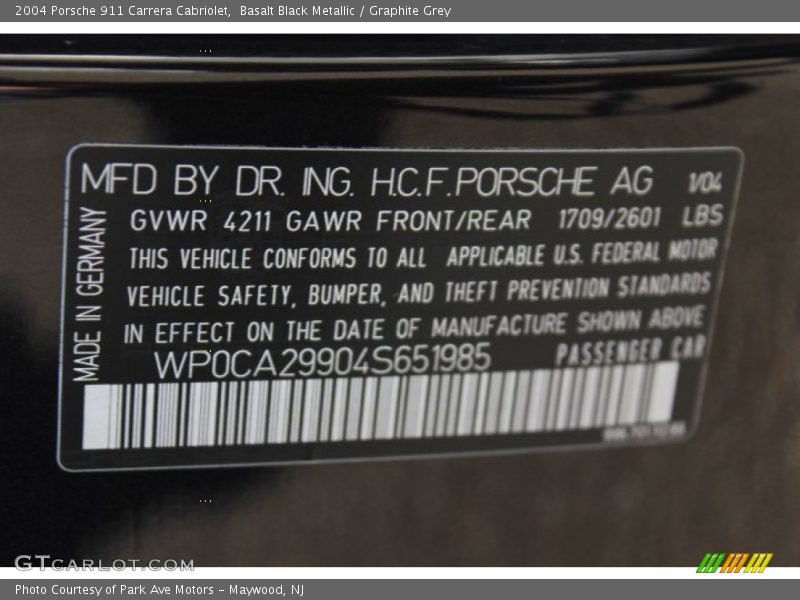 2004 Porsche 911 Carrera Cabriolet,  Basalt Black Metallic / Graphite Grey
MFD BY DR. ING. H.C.F. PORSCHE AG 1/04
GVWR 4211 GAWR FRONT/REAR 1709/2601 LBS
THIS VEHICLE CONFORMS TO ALL APPLICABLE U.S. FEDERAL MOTOR
VEHICLE SAFETY, BUMPER, AND THEFT PREVENTION STANDARDS
IN EFFECT ON THE DATE OF MANUFACTURE SHOWN ABOVE
WP0CA29904S651985 PASSENGER CAR
MADE IN GERMANY
GTCARLOT.COM
Photo Courtesy of Park Ave Motors - Maywood, NJ